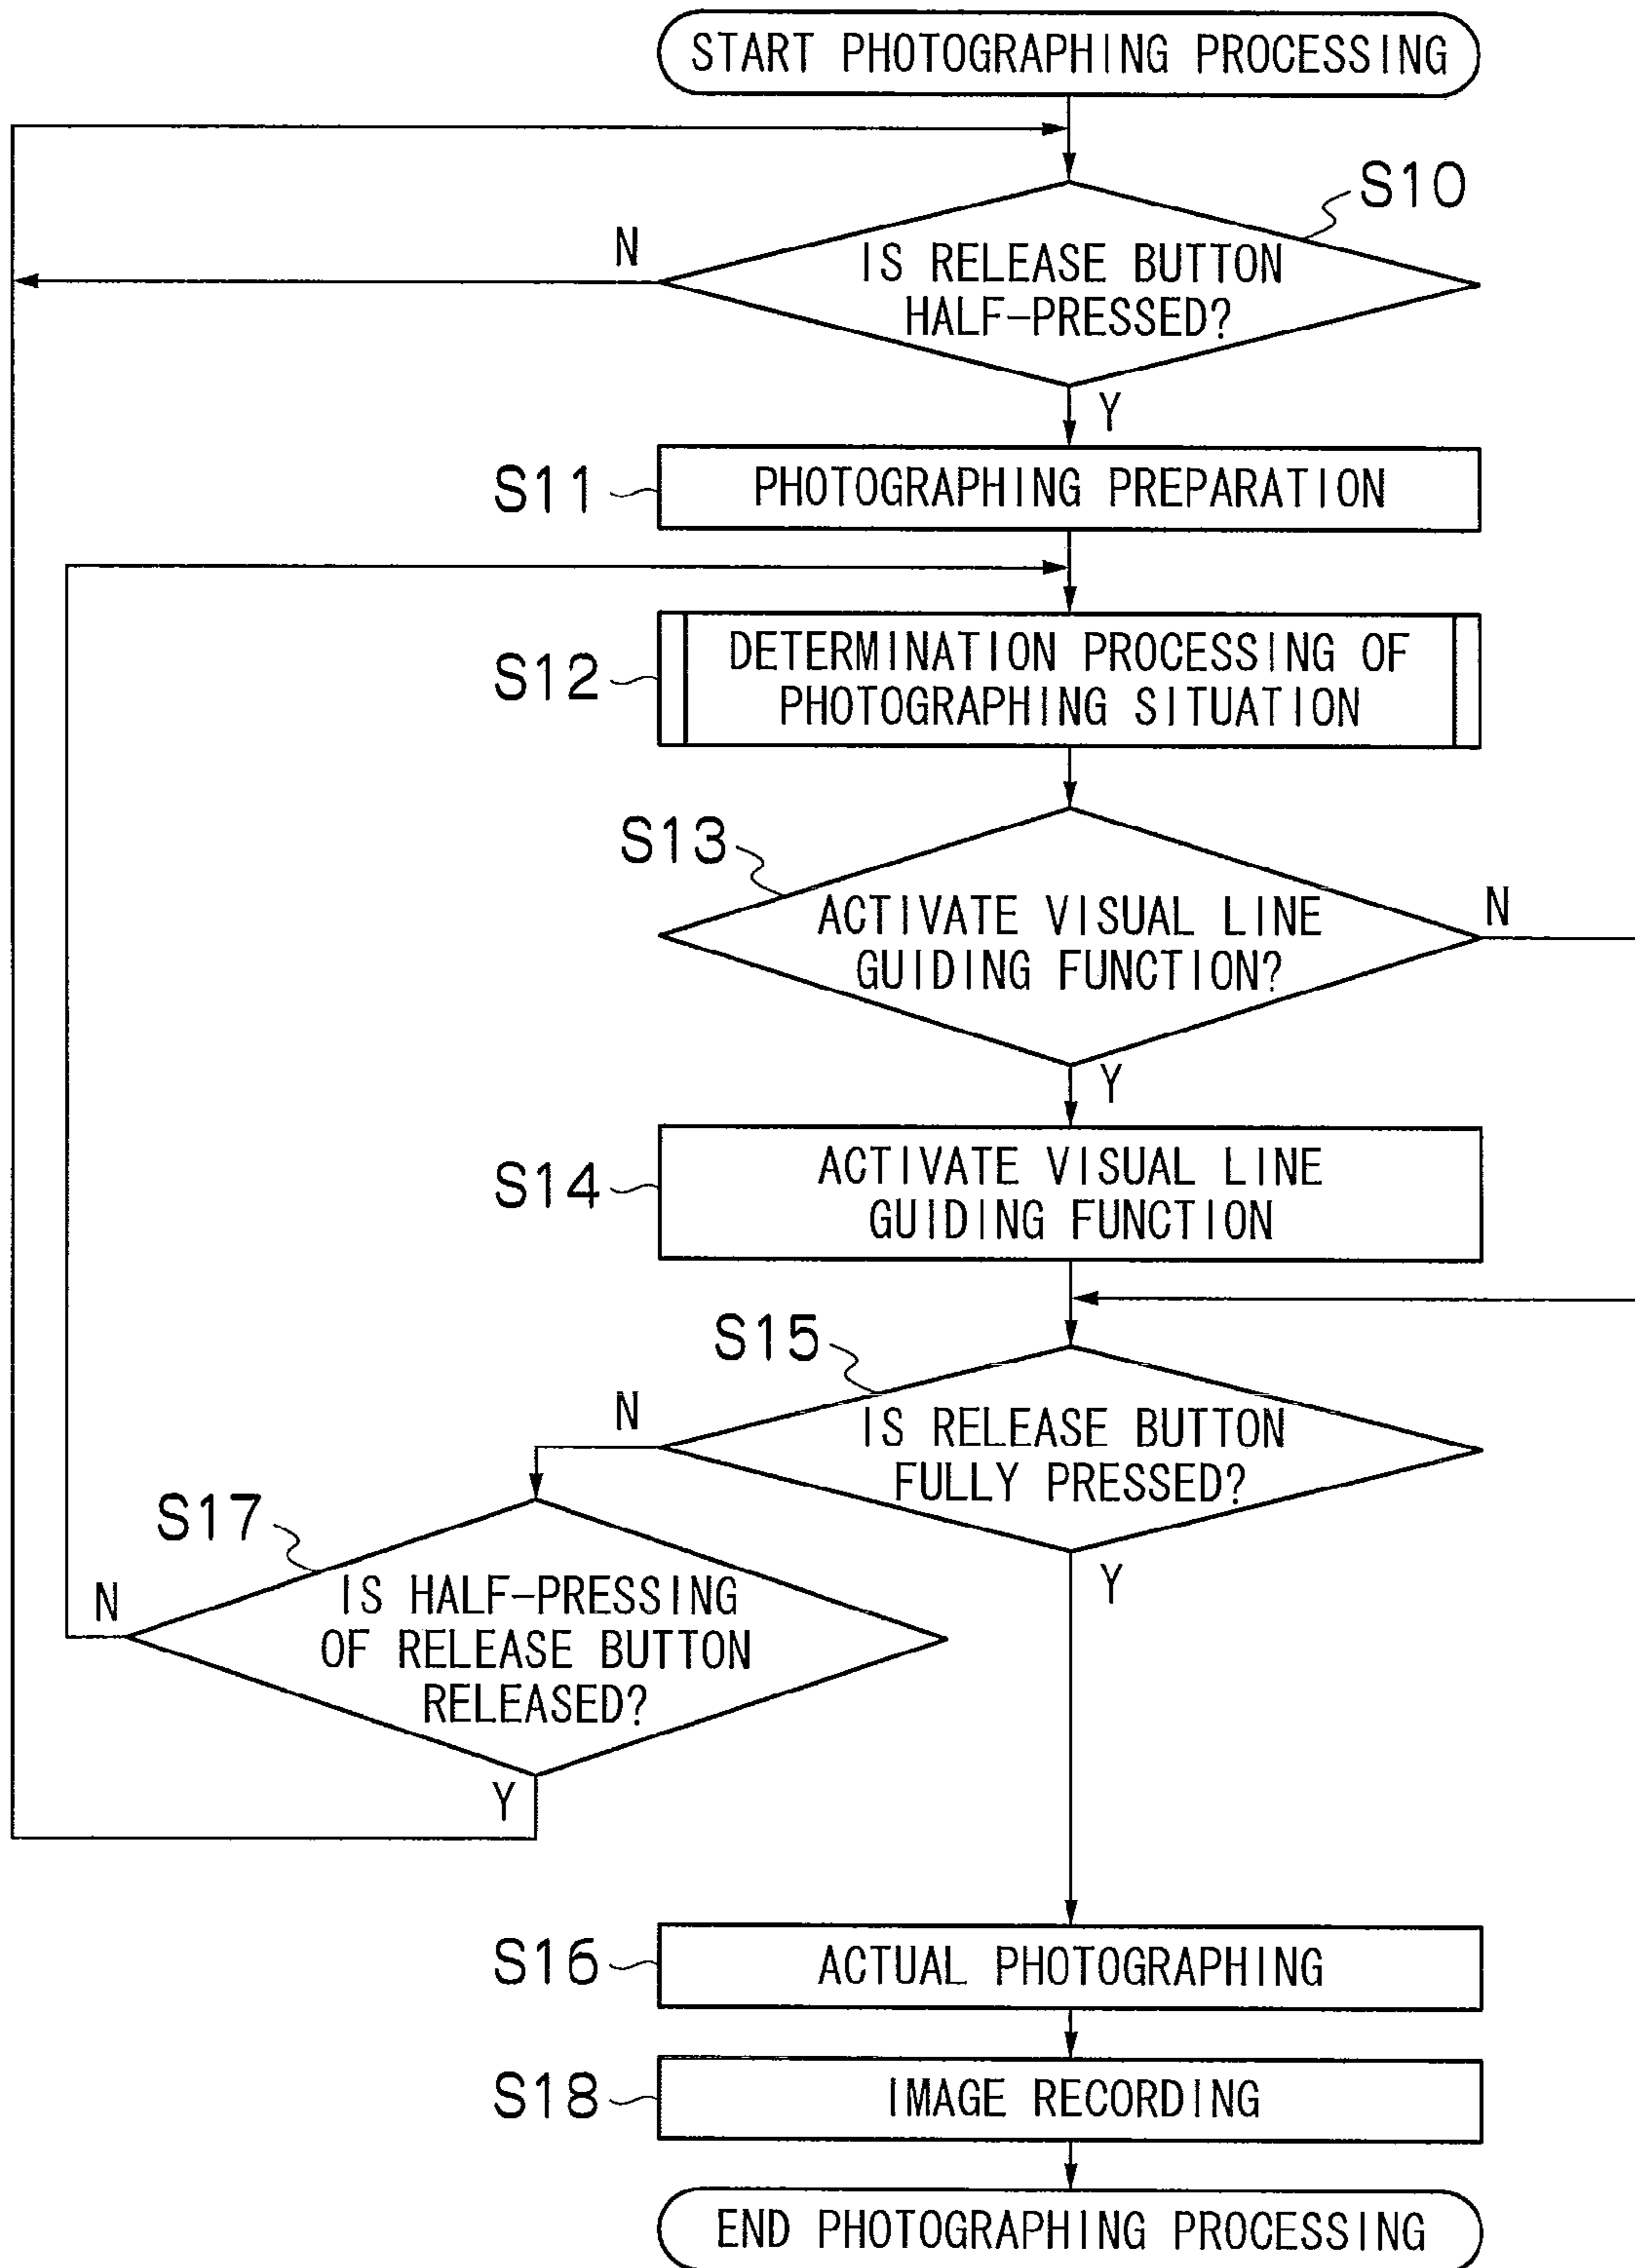 START PHOTOGRAPHING PROCESSING
S10
N
IS RELEASE BUTTON
HALF-PRESSED?
Y
S11
PHOTOGRAPHING PREPARATION
S12
DETERMINATION PROCESSING OF
PHOTOGRAPHING SITUATION
S13
N
ACTIVATE VISUAL LINE
GUIDING FUNCTION?
Y
S14
ACTIVATE VISUAL LINE
GUIDING FUNCTION
S15
N
IS RELEASE BUTTON
FULLY PRESSED?
Y
S17
N
IS HALF-PRESSING
OF RELEASE BUTTON
RELEASED?
Y
S16
ACTUAL PHOTOGRAPHING
S18
IMAGE RECORDING
END PHOTOGRAPHING PROCESSING